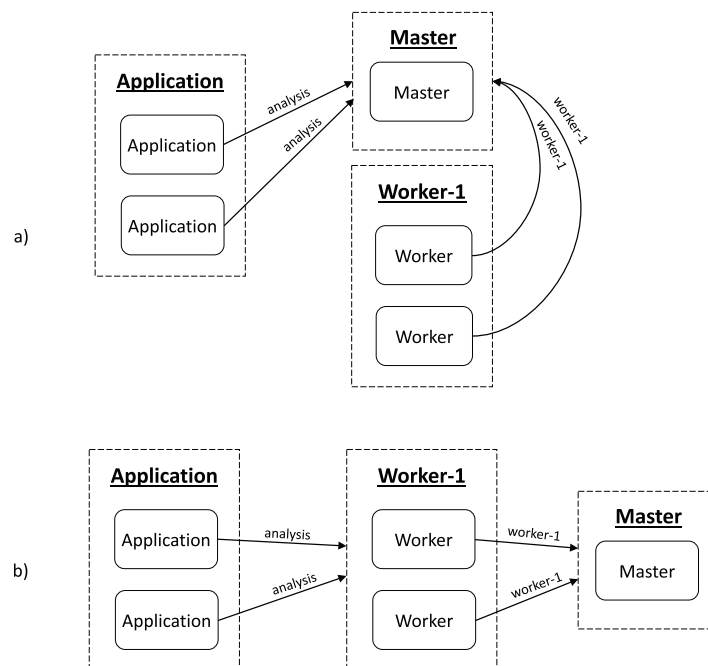 a)
Application
Application
Application
analysis
analysis
Master
Master
Worker-1
Worker
Worker
worker-1
worker-1
b)
Application
Application
Application
analysis
analysis
Worker-1
Worker
Worker
worker-1
worker-1
Master
Master